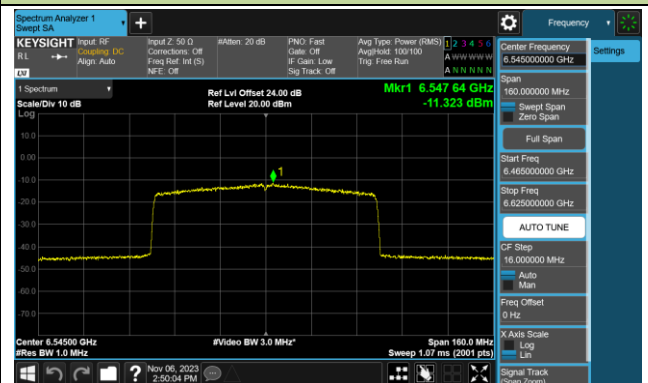 Spectrum Analyzer 1
Swept SA
Frequency
KEYSIGHT
RL
LXI
Input: RF
Coupling: DC
Align: Auto
Input Z: 50 Ω
Corrections: Off
Freq Ref: Int (S)
NFE: Off
#Atten: 20 dB
PNO: Fast
Gate: Off
IF Gain: Low
Sig Track: Off
Avg Type: Power (RMS)
Avg|Hold: 100/100
Trig: Free Run
1 2 3 4 5 6
A W W W W W
A N N N N N
Center Frequency
6.545000000 GHz
Settings
Span
160.000000 MHz
Swept Span
Zero Span
Full Span
Start Freq
6.465000000 GHz
Stop Freq
6.625000000 GHz
AUTO TUNE
CF Step
16.000000 MHz
Auto
Man
Freq Offset
0 Hz
X Axis Scale
Log
Lin
Signal Track
(Span Zoom)
1 Spectrum
Scale/Div 10 dB
Log
Ref Lvl Offset 24.00 dB
Ref Level 20.00 dBm
Mkr1 6.547 64 GHz
-11.323 dBm
1
10.0
0.00
-10.0
-20.0
-30.0
-40.0
-50.0
-60.0
-70.0
Center 6.54500 GHz
#Res BW 1.0 MHz
#Video BW 3.0 MHz*
Span 160.0 MHz
Sweep 1.07 ms (2001 pts)
?
Nov 06, 2023
2:50:04 PM